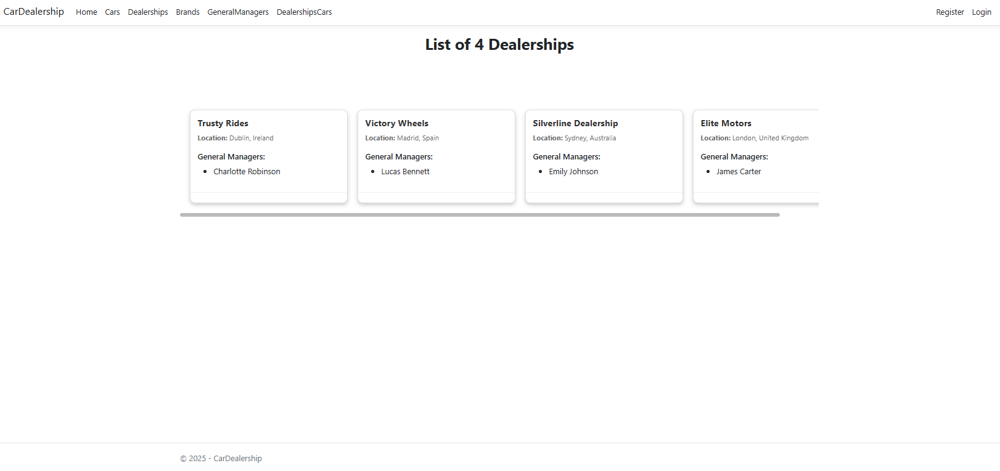 CarDealership Home Cars Dealerships Brands GeneralManagers DealershipsCars Register Login
List of 4 Dealerships
Trusty Rides
Location: Dublin, Ireland
General Managers:
• Charlotte Robinson
Victory Wheels
Location: Madrid, Spain
General Managers:
• Lucas Bennett
Silverline Dealership
Location: Sydney, Australia
General Managers:
• Emily Johnson
Elite Motors
Location: London, United Kingdom
General Managers:
• James Carter
© 2025 - CarDealership